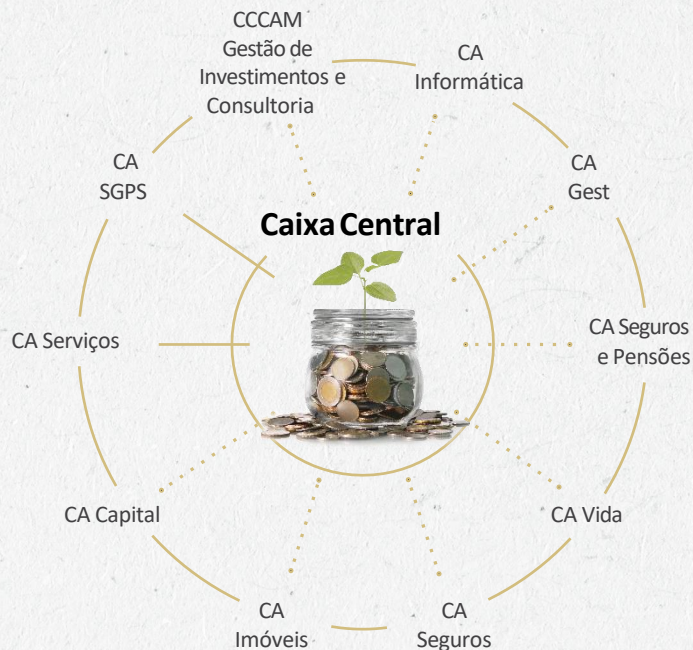 CCCAM
Gestão de
Investimentos e
Consultoria
CA
Informática
CA
SGPS
CA
Gest
Caixa Central
CA Serviços
CA Seguros
e Pensões
CA Capital
CA Vida
CA
Imóveis
CA
Seguros